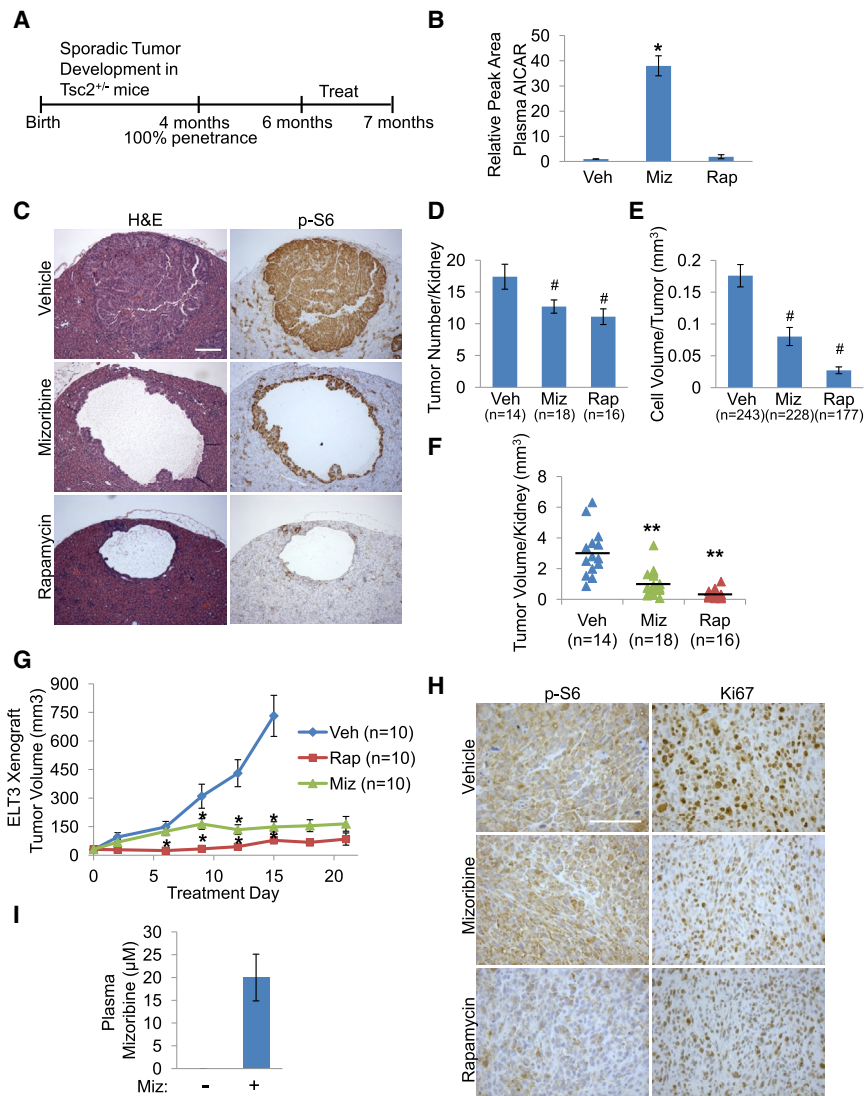 A
Sporadic Tumor
Development in
Tsc2+/- mice
Treat
Birth
4 months
6 months
7 months
100% penetrance
B
Relative Peak Area
Plasma AICAR
50
40
30
20
10
0
*
Veh
Miz
Rap
C
H&E
p-S6
Vehicle
Mizoribine
Rapamycin
D
Tumor Number/Kidney
20
15
10
5
0
#
#
Veh
Miz
Rap
(n=14)
(n=18)
(n=16)
E
Cell Volume/Tumor (mm³)
0.2
0.15
0.1
0.05
0
#
#
Veh
Miz
Rap
(n=243)
(n=228)
(n=177)
F
Tumor Volume/Kidney (mm³)
8
6
4
2
0
**
**
Veh
Miz
Rap
(n=14)
(n=18)
(n=16)
G
ELT3 Xenograft
Tumor Volume (mm3)
900
750
600
450
300
150
0
Veh (n=10)
Rap (n=10)
Miz (n=10)
* * *
* * * *
0
5
10
15
20
Treatment Day
H
p-S6
Ki67
Vehicle
Mizoribine
Rapamycin
I
Plasma
Mizoribine (µM)
30
25
20
15
10
5
0
Miz:
-
+